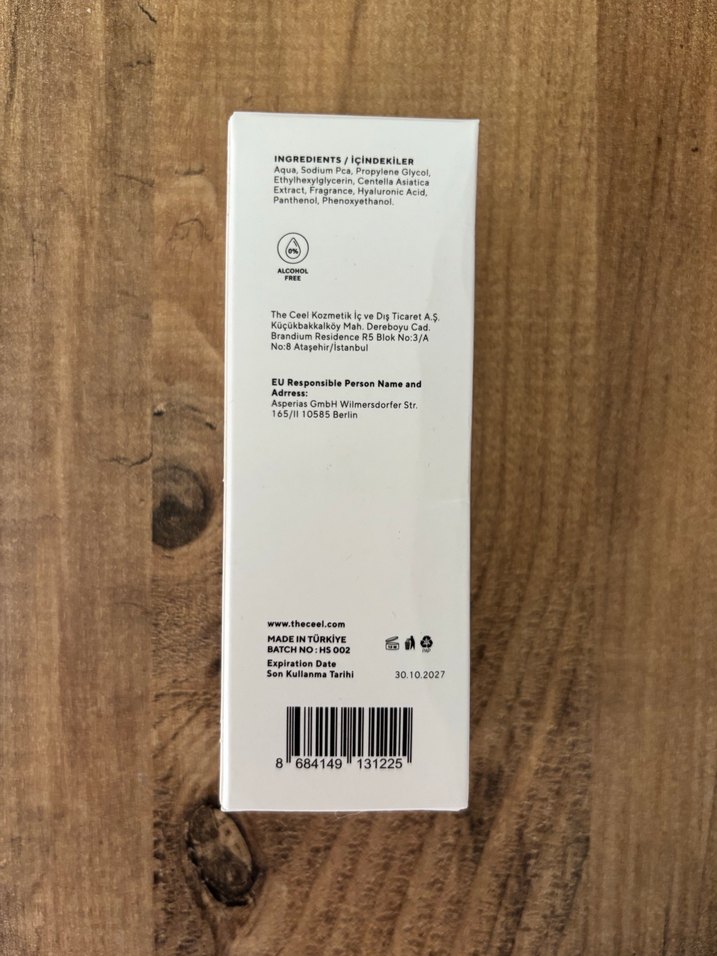 INGREDIENTS / İÇİNDEKİLER
Aqua, Sodium Pca, Propylene Glycol,
Ethylhexylglycerin, Centella Asiatica
Extract, Fragrance, Hyaluronic Acid,
Panthenol, Phenoxyethanol.
0%
ALCOHOL
FREE
The Ceel Kozmetik İç ve Dış Ticaret A.Ş.
Küçükbakkalköy Mah. Dereboyu Cad.
Brandium Residence R5 Blok No:3/A
No:8 Ataşehir/İstanbul
EU Responsible Person Name and
Adrress:
Asperias GmbH Wilmersdorfer Str.
165/II 10585 Berlin
www.theceel.com
MADE IN TÜRKİYE
BATCH NO : HS 002
PAP
Expiration Date
Son Kullanma Tarihi 30.10.2027
8 684149 131225